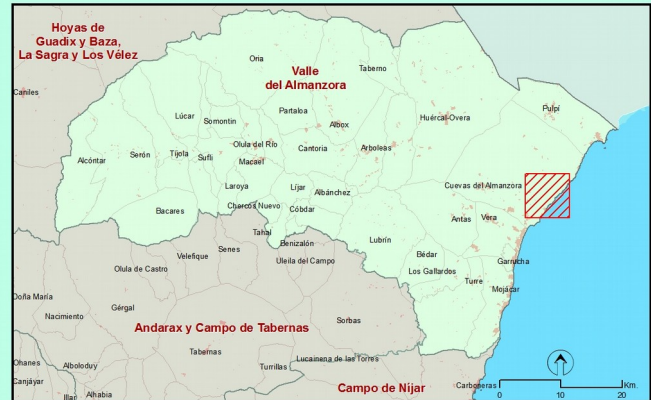 Hoyas de
Guadix y Baza,
La Sagra y Los Vélez
Caniles
Oria
Valle
del Almanzora
Taberno
Pulpí
Lúcar
Somontin
Partaloa
Albox
Huércal-Overa
Alcóntar
Serón
Tíjola
Sufli
Olula del Río
Macael
Cantoria
Arboleas
Laroya
Líjar
Albánchez
Cuevas del Almanzora
Bacares
Chercos Nuevo
Cóbdar
Antas
Vera
Tahal
Benizalón
Lubrín
Senes
Velefique
Uleila del Campo
Bédar
Garrucha
Olula de Castro
Los Gallardos
Turre
Mojácar
Doña María
Gérgal
Nacimiento
Andarax y Campo de Tabernas
Sorbas
Tabernas
Lucainena de las Torres
Ohanes
Alboloduy
Turrillas
Canjáyar
Illar
Alhabia
Campo de Níjar
Carboneras
Km.
0
10
20